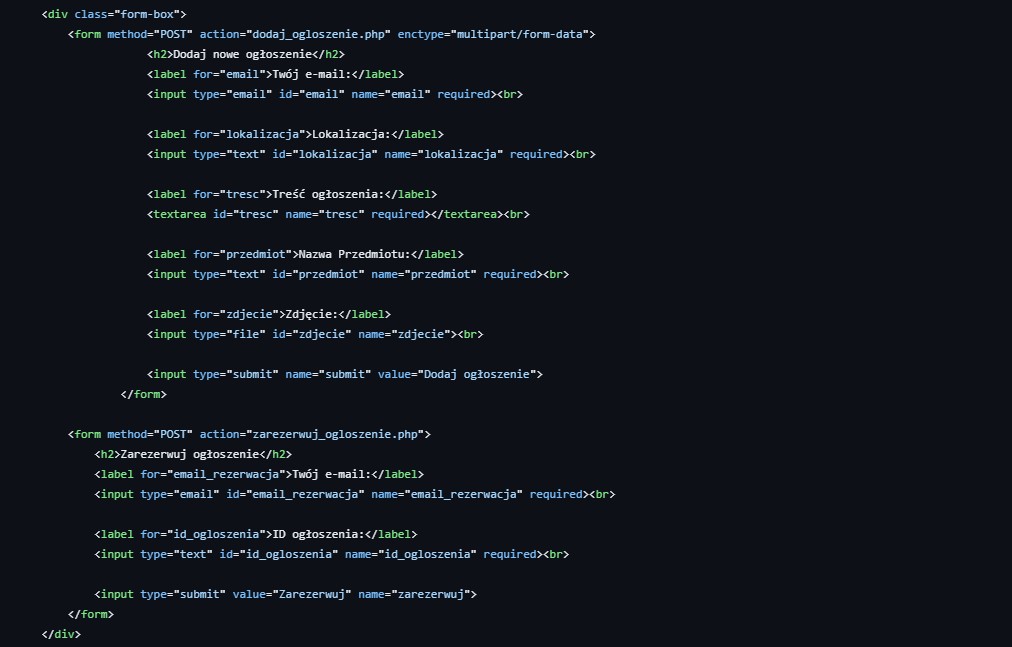 <div class="form-box">
<form method="POST" action="dodaj_ogloszenie.php" enctype="multipart/form-data">
<h2>Dodaj nowe ogłoszenie</h2>
<label for="email">Twój e-mail:</label>
<input type="email" id="email" name="email" required><br>
<label for="lokalizacja">Lokalizacja:</label>
<input type="text" id="lokalizacja" name="lokalizacja" required><br>
<label for="tresc">Treść ogłoszenia:</label>
<textarea id="tresc" name="tresc" required></textarea><br>
<label for="przedmiot">Nazwa Przedmiotu:</label>
<input type="text" id="przedmiot" name="przedmiot" required><br>
<label for="zdjecie">Zdjęcie:</label>
<input type="file" id="zdjecie" name="zdjecie"><br>
<input type="submit" name="submit" value="Dodaj ogłoszenie">
</form>
<form method="POST" action="zarezerwuj_ogloszenie.php">
<h2>Zarezerwuj ogłoszenie</h2>
<label for="email_rezerwacja">Twój e-mail:</label>
<input type="email" id="email_rezerwacja" name="email_rezerwacja" required><br>
<label for="id_ogloszenia">ID ogłoszenia:</label>
<input type="text" id="id_ogloszenia" name="id_ogloszenia" required><br>
<input type="submit" value="Zarezerwuj" name="zarezerwuj">
</form>
</div>